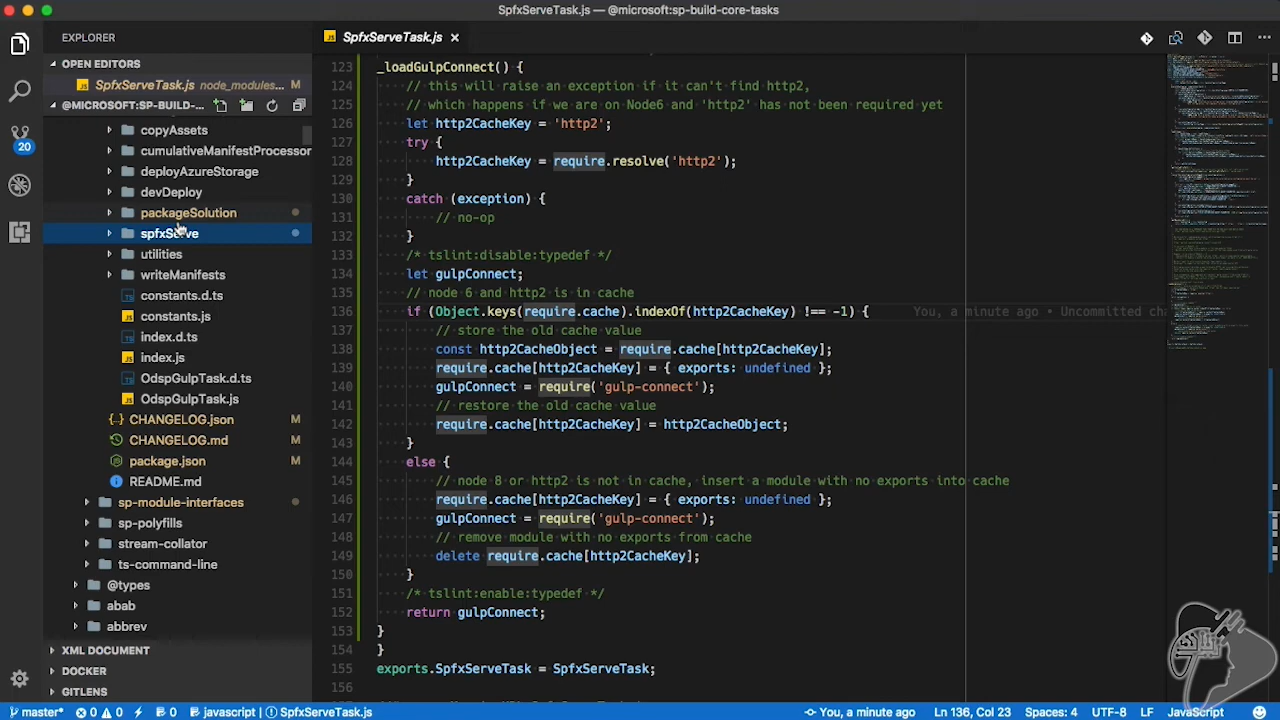 SpfxServeTask.js — @microsoft:sp-build-core-tasks
EXPLORER
SpfxServeTask.js ×
OPEN EDITORS
SpfxServeTask.js node_modules... M
@MICROSOFT:SP-BUILD-...
copyAssets
cumulativeManifestProcessor
deployAzureStorage
devDeploy
packageSolution
spfxServe
utilities
writeManifests
constants.d.ts
constants.js
index.d.ts
index.js
OdspGulpTask.d.ts
OdspGulpTask.js
CHANGELOG.json M
CHANGELOG.md M
package.json M
README.md
sp-module-interfaces
sp-polyfills
stream-collator
ts-command-line
@types
abab
abbrev
XML DOCUMENT
DOCKER
GITLENS
20
123 _loadGulpConnect() {
124 // this will cause an exception if it can't find http2,
125 // which happens if we are on Node6 and 'http2' has not been required yet
126 let http2CacheKey = 'http2';
127 try {
128 http2CacheKey = require.resolve('http2');
129 }
130 catch (exception) {
131 // no-op
132 }
133 /* tslint:disable:typedef */
134 let gulpConnect;
135 // node 6 or http2 is in cache
136 if (Object.keys(require.cache).indexOf(http2CacheKey) !== -1) { You, a minute ago • Uncommitted ch
137 // store the old cache value
138 const http2CacheObject = require.cache[http2CacheKey];
139 require.cache[http2CacheKey] = { exports: undefined };
140 gulpConnect = require('gulp-connect');
141 // restore the old cache value
142 require.cache[http2CacheKey] = http2CacheObject;
143 }
144 else {
145 // node 8 or http2 is not in cache, insert a module with no exports into cache
146 require.cache[http2CacheKey] = { exports: undefined };
147 gulpConnect = require('gulp-connect');
148 // remove module with no exports from cache
149 delete require.cache[http2CacheKey];
150 }
151 /* tslint:enable:typedef */
152 return gulpConnect;
153 }
154 }
155 exports.SpfxServeTask = SpfxServeTask;
156
master* 0 0 0 javascript | SpfxServeTask.js You, a minute ago Ln 136, Col 23 Spaces: 4 UTF-8 LF JavaScript